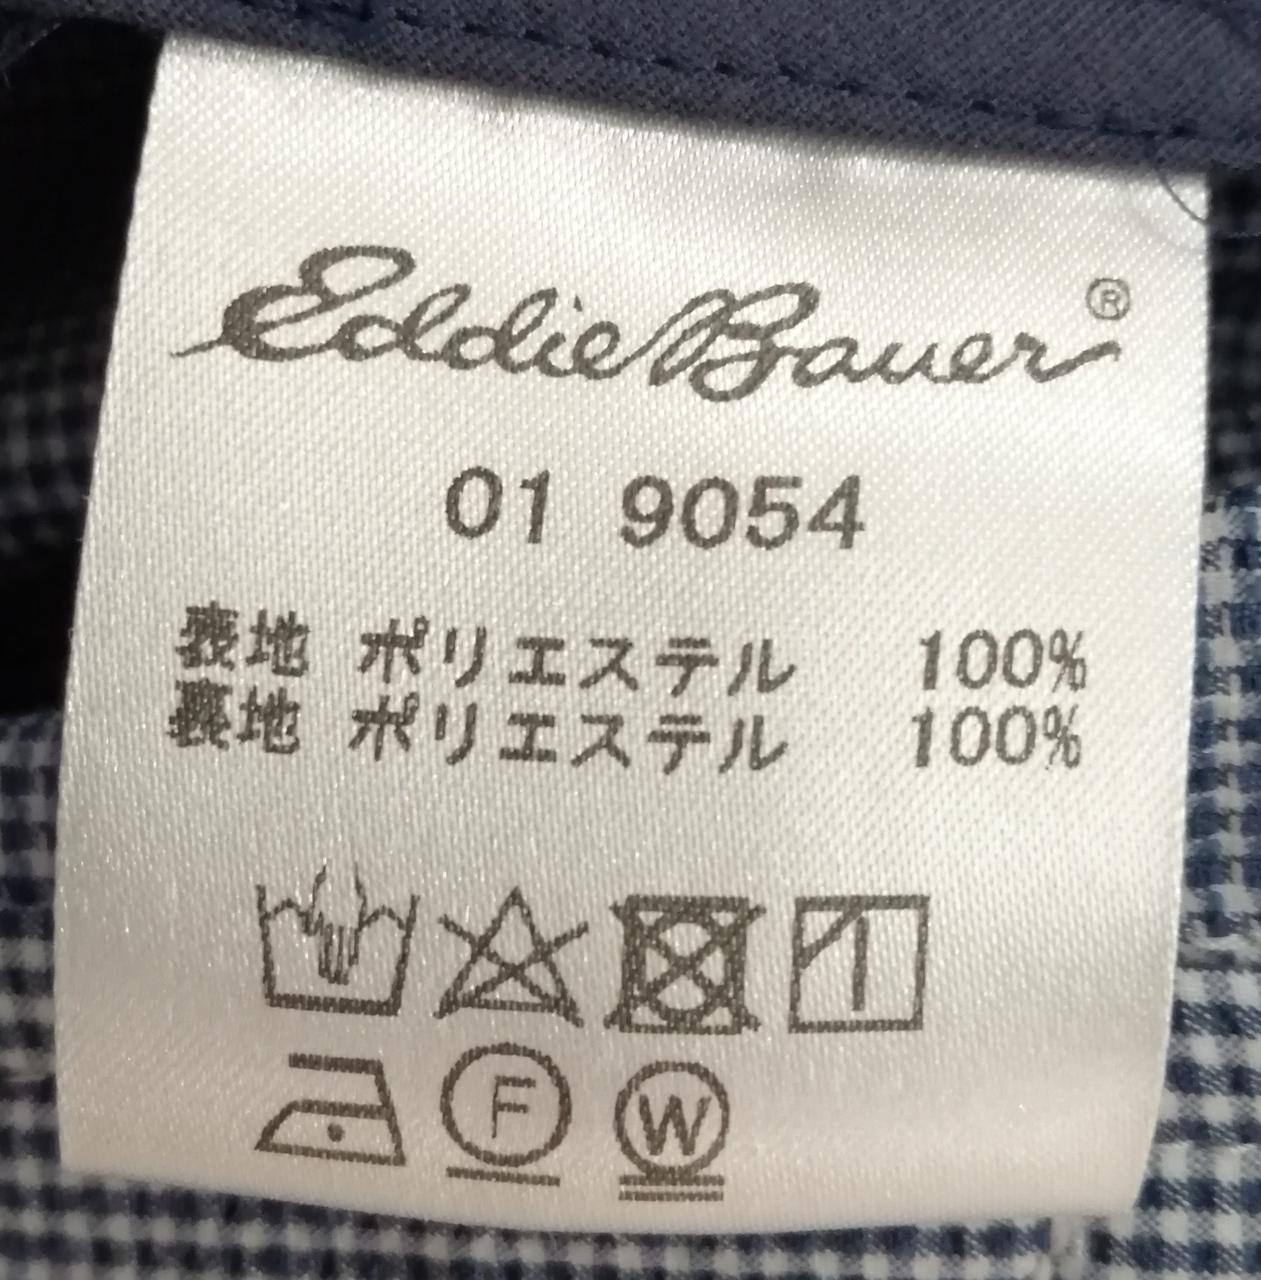 Eddie Bauer®
01 9054
表地 ポリエステル 100%
裏地 ポリエステル 100%
F
W